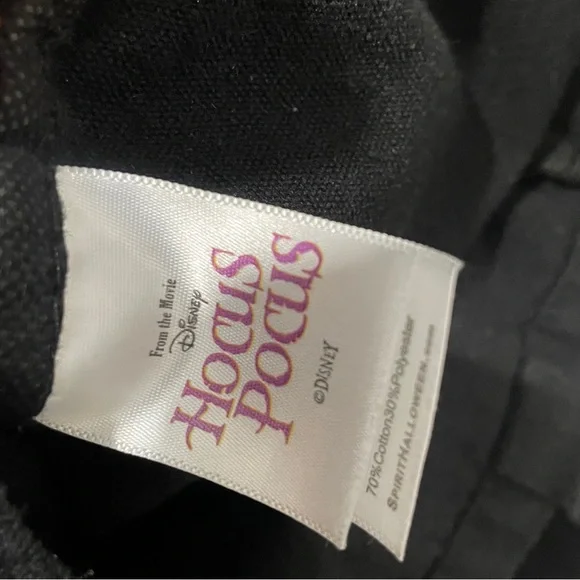 From the Movie
Disney
Hocus
Pocus
©DISNEY
70%Cotton30%Polyester
SPIRITHALLOWEEN.com